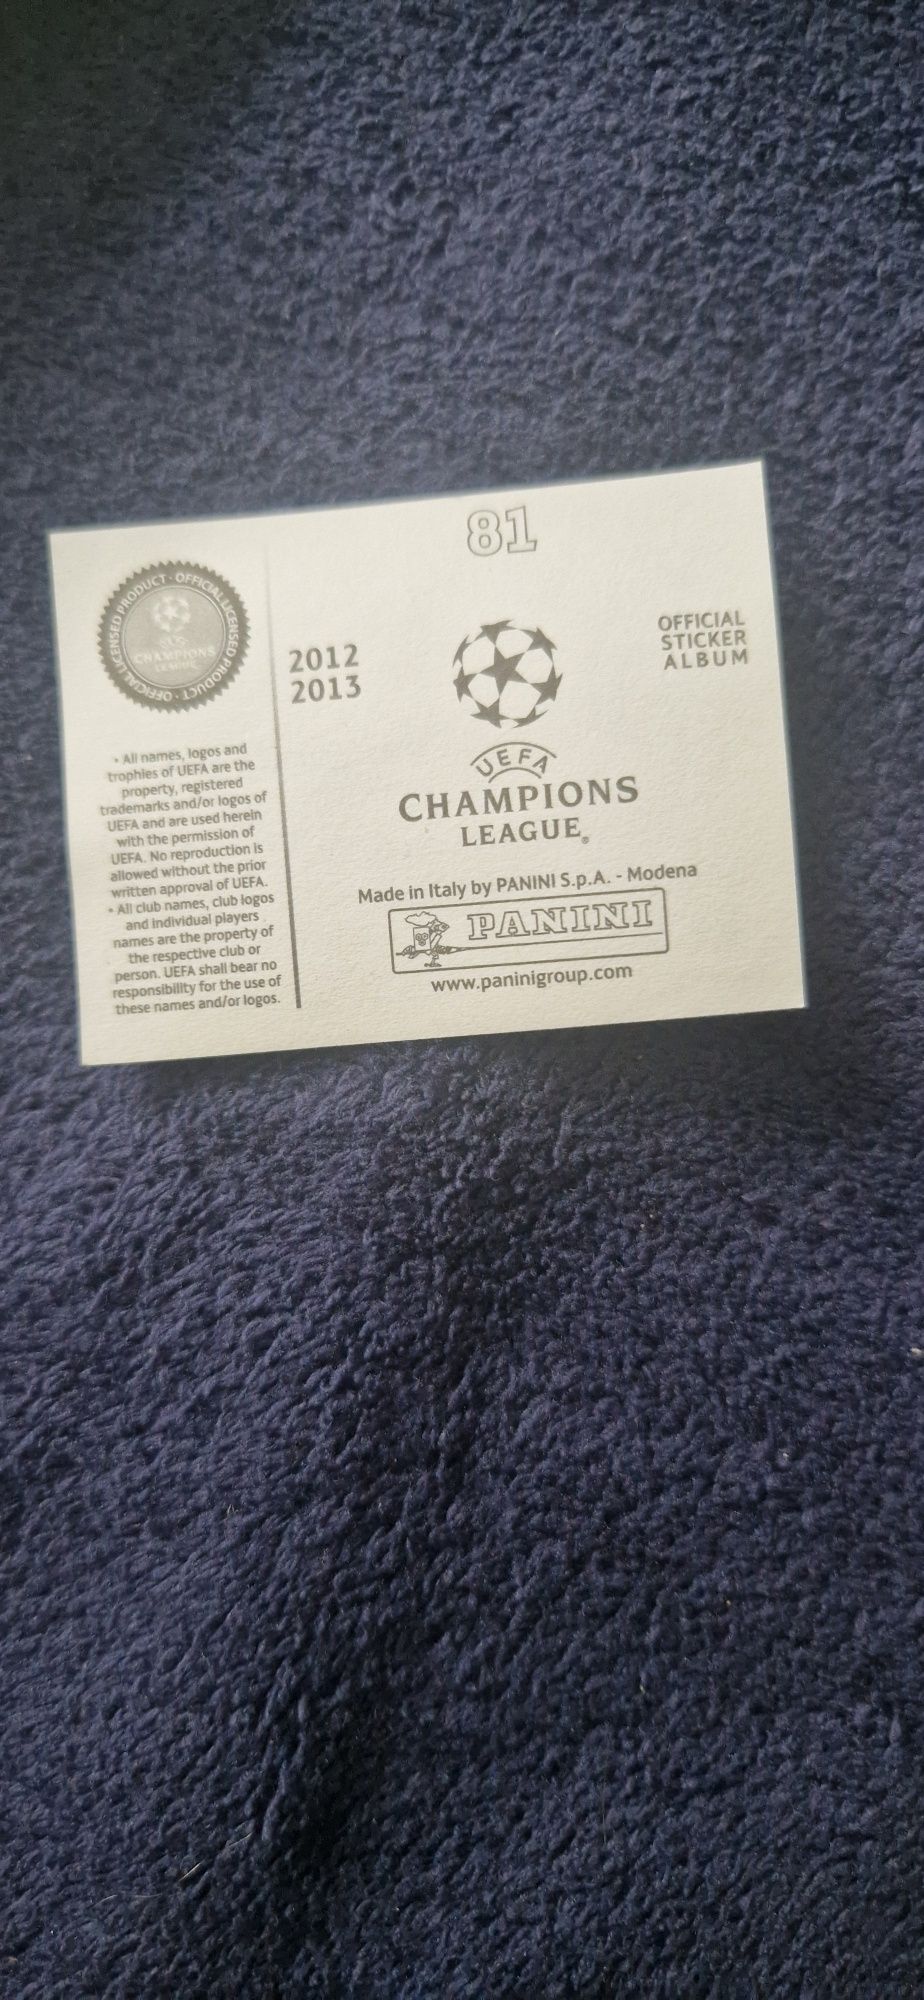 81
OFFICIAL LICENSED PRODUCT · OFFICIAL LICENSED PRODUCT ·
CHAMPIONS
LEAGUE
2012
2013
OFFICIAL
STICKER
ALBUM
UEFA
CHAMPIONS
LEAGUE®
Made in Italy by PANINI S.p.A. - Modena
PANINI
www.paninigroup.com
• All names, logos and
trophies of UEFA are the
property, registered
trademarks and/or logos of
UEFA and are used herein
with the permission of
UEFA. No reproduction is
allowed without the prior
written approval of UEFA.
• All club names, club logos
and individual players
names are the property of
the respective club or
person. UEFA shall bear no
responsibility for the use of
these names and/or logos.